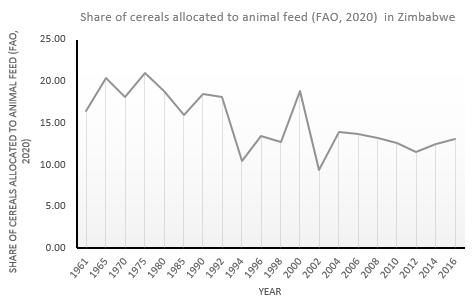 Share of cereals allocated to animal feed (FAO, 2020)  in Zimbabwe
SHARE OF CEREALS ALLOCATED TO ANIMAL FEED (FAO,
2020)
25.00
20.00
15.00
10.00
5.00
0.00
1961 1965 1970 1975 1980 1985 1990 1992 1994 1996 1998 2000 2002 2004 2006 2008 2010 2012 2014 2016
YEAR